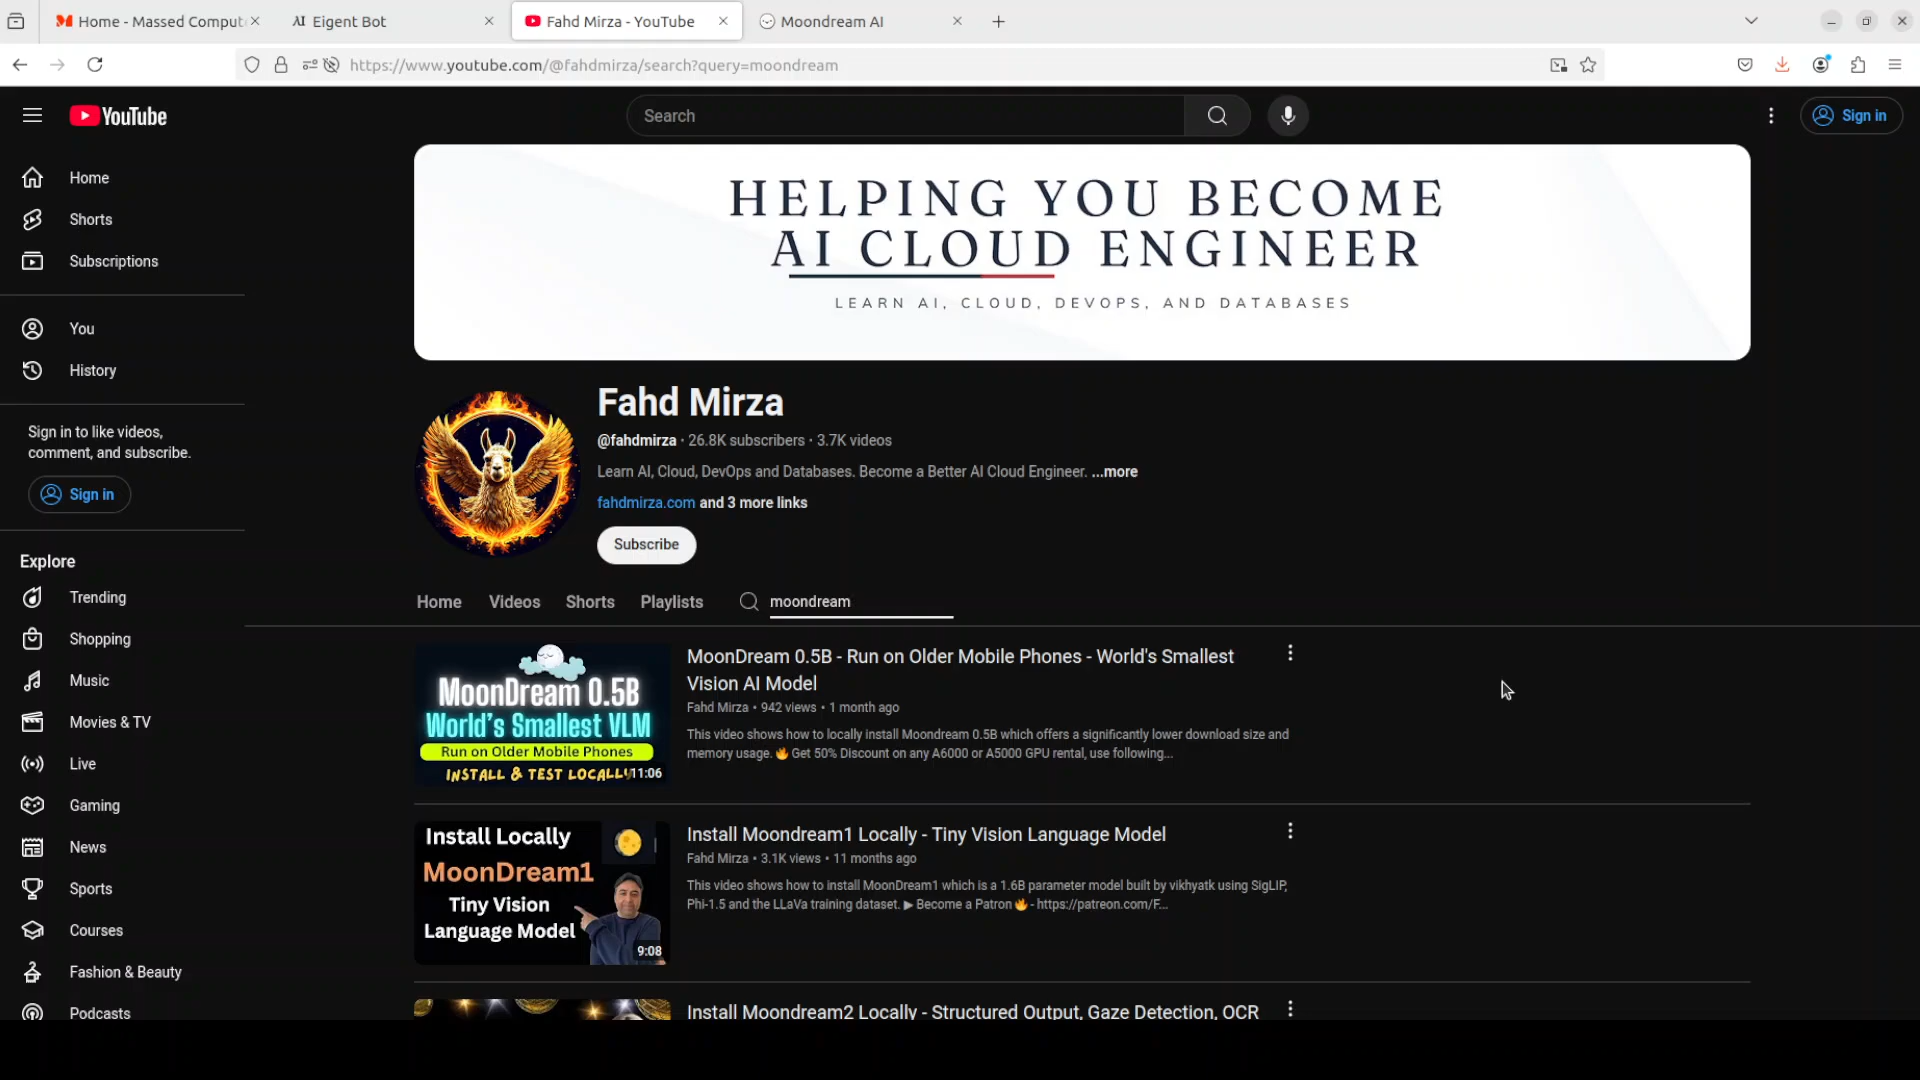 Home - Massed Comput
AI Eigent Bot
Fahd Mirza - YouTube
Moondream AI
https://www.youtube.com/@fahdmirza/search?query=moondream
YouTube
Search
Sign in
Home
Shorts
Subscriptions
You
History
Sign in to like videos,
comment, and subscribe.
Sign in
Explore
Trending
Shopping
Music
Movies & TV
Live
Gaming
News
Sports
Courses
Fashion & Beauty
Podcasts
HELPING YOU BECOME
AI CLOUD ENGINEER
LEARN AI, CLOUD, DEVOPS, AND DATABASES
Fahd Mirza
@fahdmirza · 26.8K subscribers · 3.7K videos
Learn AI, Cloud, DevOps and Databases. Become a Better AI Cloud Engineer. ...more
fahdmirza.com and 3 more links
Subscribe
Home Videos Shorts Playlists moondream
MoonDream 0.5B
World's Smallest VLM
Run on Older Mobile Phones
INSTALL & TEST LOCALLY
11:06
MoonDream 0.5B - Run on Older Mobile Phones - World's Smallest
Vision AI Model
Fahd Mirza • 942 views • 1 month ago
This video shows how to locally install Moondream 0.5B which offers a significantly lower download size and
memory usage. 🔥 Get 50% Discount on any A6000 or A5000 GPU rental, use following...
Install Locally
MoonDream1
Tiny Vision
Language Model
9:08
Install Moondream1 Locally - Tiny Vision Language Model
Fahd Mirza • 3.1K views • 11 months ago
This video shows how to install MoonDream1 which is a 1.6B parameter model built by vikhyatk using SigLIP,
Phi-1.5 and the LLaVa training dataset. ▶ Become a Patron 🔥 - https://patreon.com/F...
Install Moondream2 Locally - Structured Output, Gaze Detection, OCR